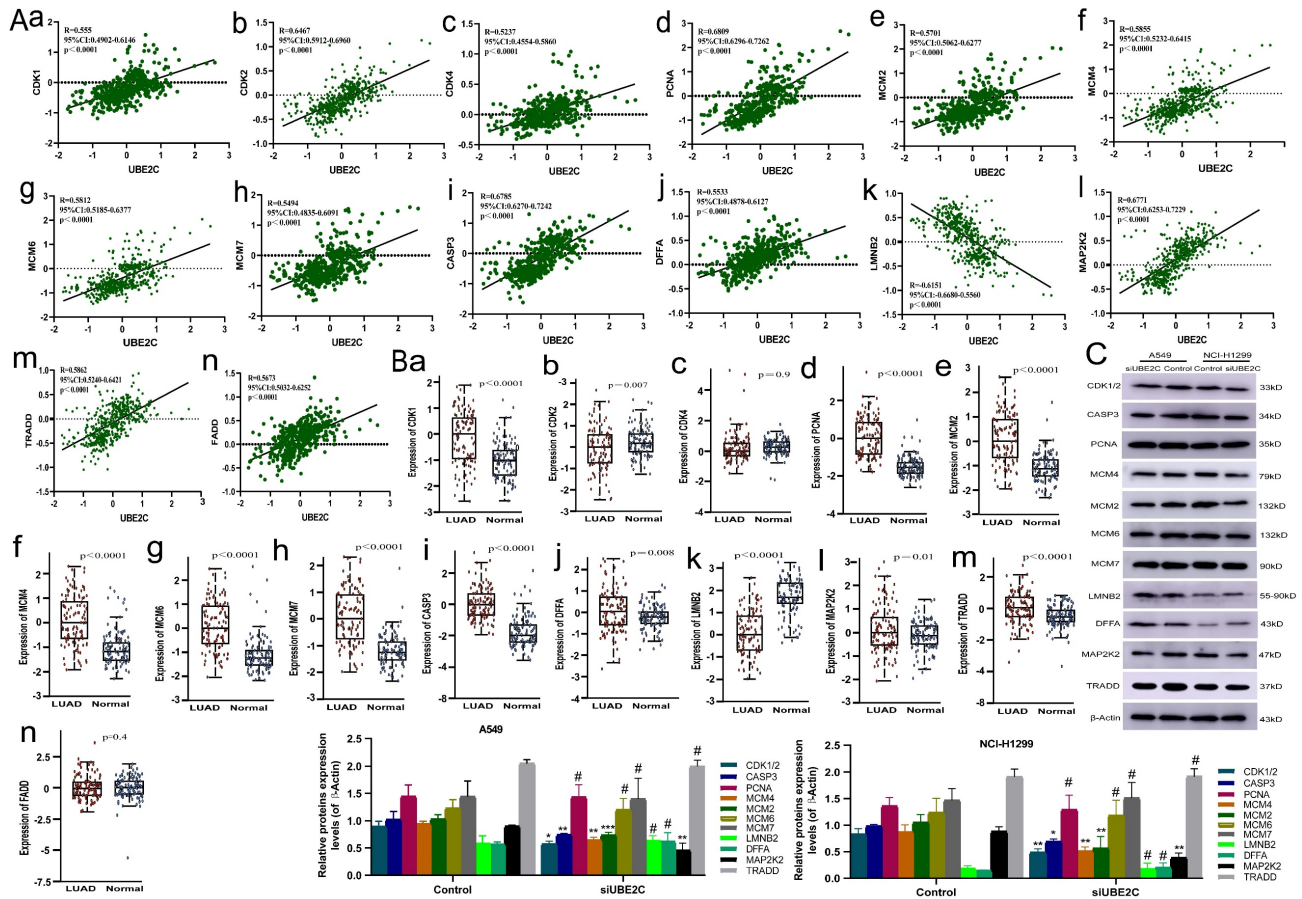 A
a
R=0.555
95%CI:0.4902-0.6146
p<0.0001
CDK1
UBE2C
b
R=0.6467
95%CI:0.5912-0.6960
p<0.0001
CDK2
UBE2C
c
R=0.5237
95%CI:0.4554-0.5860
p<0.0001
CDK4
UBE2C
d
R=0.6809
95%CI:0.6296-0.7262
p<0.0001
PCNA
UBE2C
e
R=0.5701
95%CI:0.5062-0.6277
p<0.0001
MCM2
UBE2C
f
R=0.5855
95%CI:0.5232-0.6415
p<0.0001
MCM4
UBE2C
g
R=0.5812
95%CI:0.5185-0.6377
p<0.0001
MCM6
UBE2C
h
R=0.5494
95%CI:0.4835-0.6091
p<0.0001
MCM7
UBE2C
i
R=0.6785
95%CI:0.6270-0.7242
p<0.0001
CASP3
UBE2C
j
R=0.5533
95%CI:0.4878-0.6127
p<0.0001
DFFA
UBE2C
k
R=-0.6151
95%CI:-0.6680-0.5560
p<0.0001
LMNB2
UBE2C
l
R=0.6771
95%CI:0.6253-0.7229
p<0.0001
MAP2K2
UBE2C
m
R=0.5862
95%CI:0.5240-0.6421
p<0.0001
TRADD
UBE2C
n
R=0.5673
95%CI:0.5032-0.6252
p<0.0001
FADD
UBE2C
B
a
p<0.0001
Expression of CDK1
LUAD Normal
b
p=0.007
Expression of CDK2
LUAD Normal
c
p=0.9
Expression of CDK4
LUAD Normal
d
p<0.0001
Expression of PCNA
LUAD Normal
e
p<0.0001
Expression of MCM2
LUAD Normal
f
p<0.0001
Expression of MCM4
LUAD Normal
g
p<0.0001
Expression of MCM6
LUAD Normal
h
p<0.0001
Expression of MCM7
LUAD Normal
i
p<0.0001
Expression of CASP3
LUAD Normal
j
p=0.008
Expression of DFFA
LUAD Normal
k
p<0.0001
Expression of LMNB2
LUAD Normal
l
p=0.01
Expression of MAP2K2
LUAD Normal
m
p<0.0001
Expression of TRADD
LUAD Normal
n
p=0.4
Expression of FADD
LUAD Normal
C
A549 NCI-H1299
siUBE2C Control Control siUBE2C
CDK1/2 33kD
CASP3 34kD
PCNA 35kD
MCM4 79kD
MCM2 132kD
MCM6 132kD
MCM7 90kD
LMNB2 55-90kD
DFFA 43kD
MAP2K2 47kD
TRADD 37kD
β-Actin 43kD
A549
Relative proteins expression
levels (of β-Actin)
Control siUBE2C
CDK1/2
CASP3
PCNA
MCM4
MCM2
MCM6
MCM7
LMNB2
DFFA
MAP2K2
TRADD
NCI-H1299
Relative proteins expression
levels (of β-Actin)
Control siUBE2C
CDK1/2
CASP3
PCNA
MCM4
MCM2
MCM6
MCM7
LMNB2
DFFA
MAP2K2
TRADD